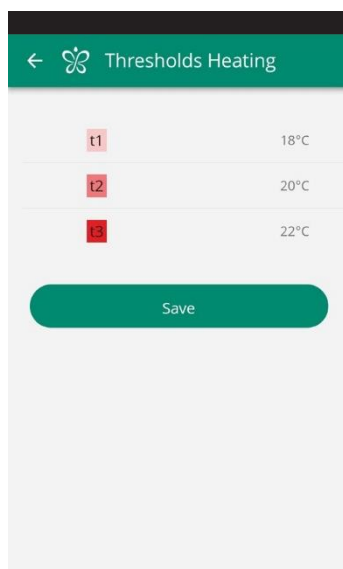 Thresholds Heating
t1 18°C
t2 20°C
t3 22°C
Save